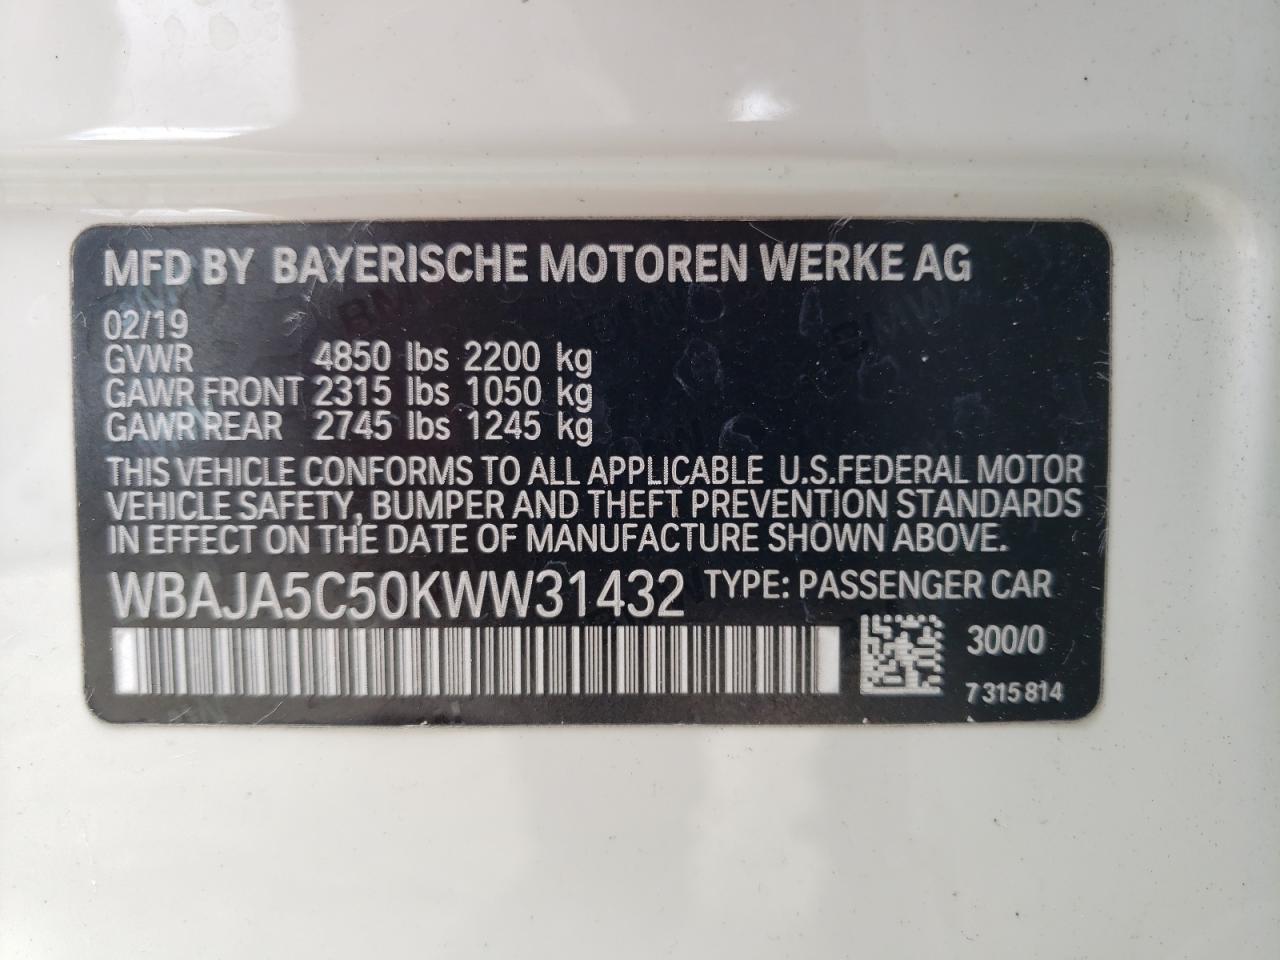 MFD BY BAYERISCHE MOTOREN WERKE AG
02/19
GVWR 4850 lbs 2200 kg
GAWR FRONT 2315 lbs 1050 kg
GAWR REAR 2745 lbs 1245 kg
THIS VEHICLE CONFORMS TO ALL APPLICABLE U.S.FEDERAL MOTOR
VEHICLE SAFETY, BUMPER AND THEFT PREVENTION STANDARDS
IN EFFECT ON THE DATE OF MANUFACTURE SHOWN ABOVE.
WBAJA5C50KWW31432 TYPE: PASSENGER CAR
300/0
7 315 814